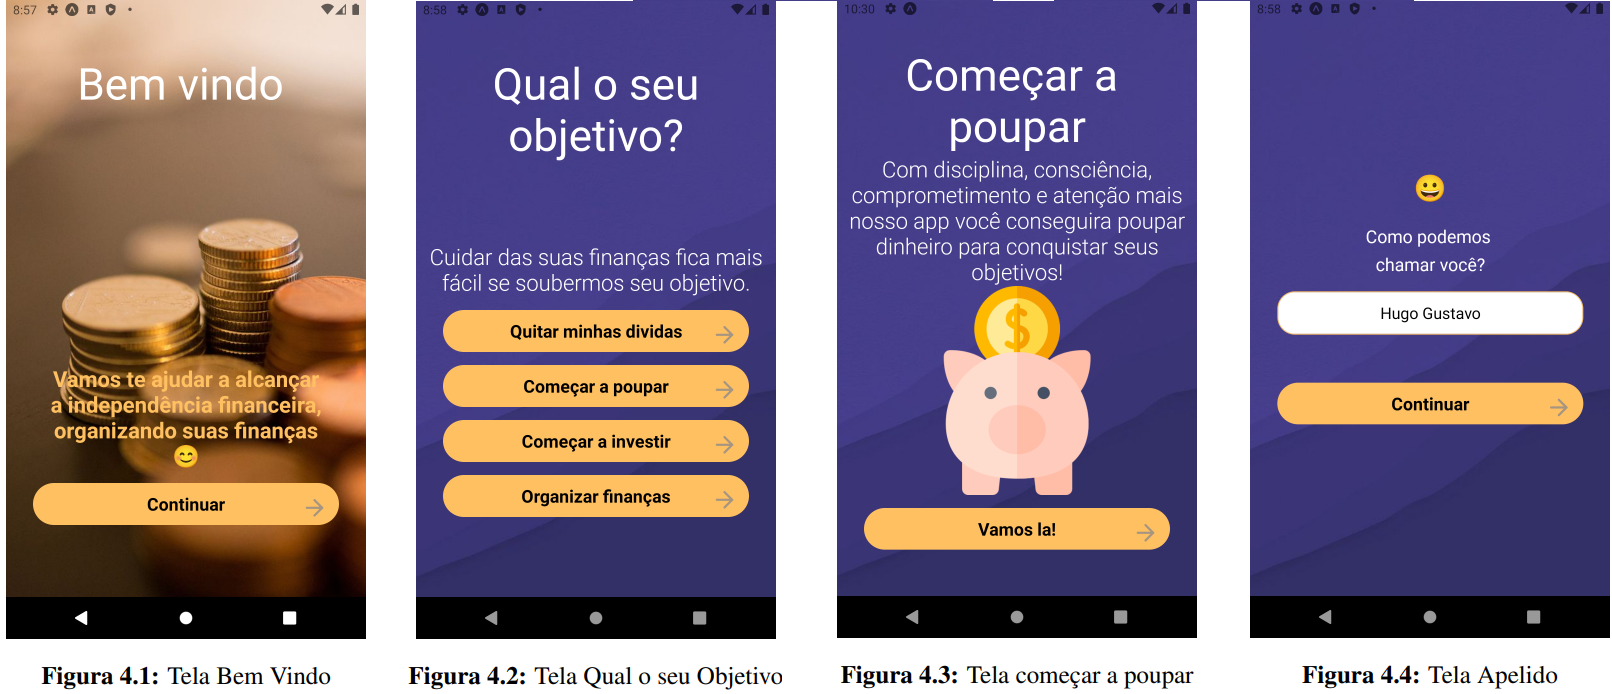 8:57
Bem vindo
Vamos te ajudar a alcançar
a independência financeira,
organizando suas finanças
😊
Continuar
Figura 4.1: Tela Bem Vindo
8:58
Qual o seu
objetivo?
Cuidar das suas finanças fica mais
fácil se soubermos seu objetivo.
Quitar minhas dividas
Começar a poupar
Começar a investir
Organizar finanças
Figura 4.2: Tela Qual o seu Objetivo
10:30
Começar a
poupar
Com disciplina, consciência,
comprometimento e atenção mais
nosso app você conseguira poupar
dinheiro para conquistar seus
objetivos!
$
Vamos la!
Figura 4.3: Tela começar a poupar
8:58
😀
Como podemos
chamar você?
Hugo Gustavo
Continuar
Figura 4.4: Tela Apelido